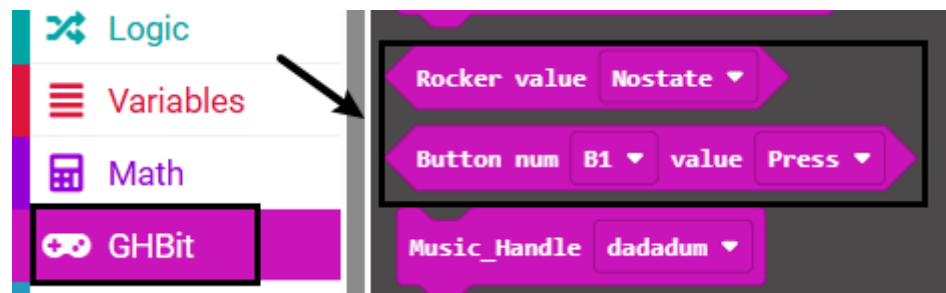 Logic
Variables
Math
GHBit
Rocker value Nostate
Button num B1 value Press
Music_Handle dadadum